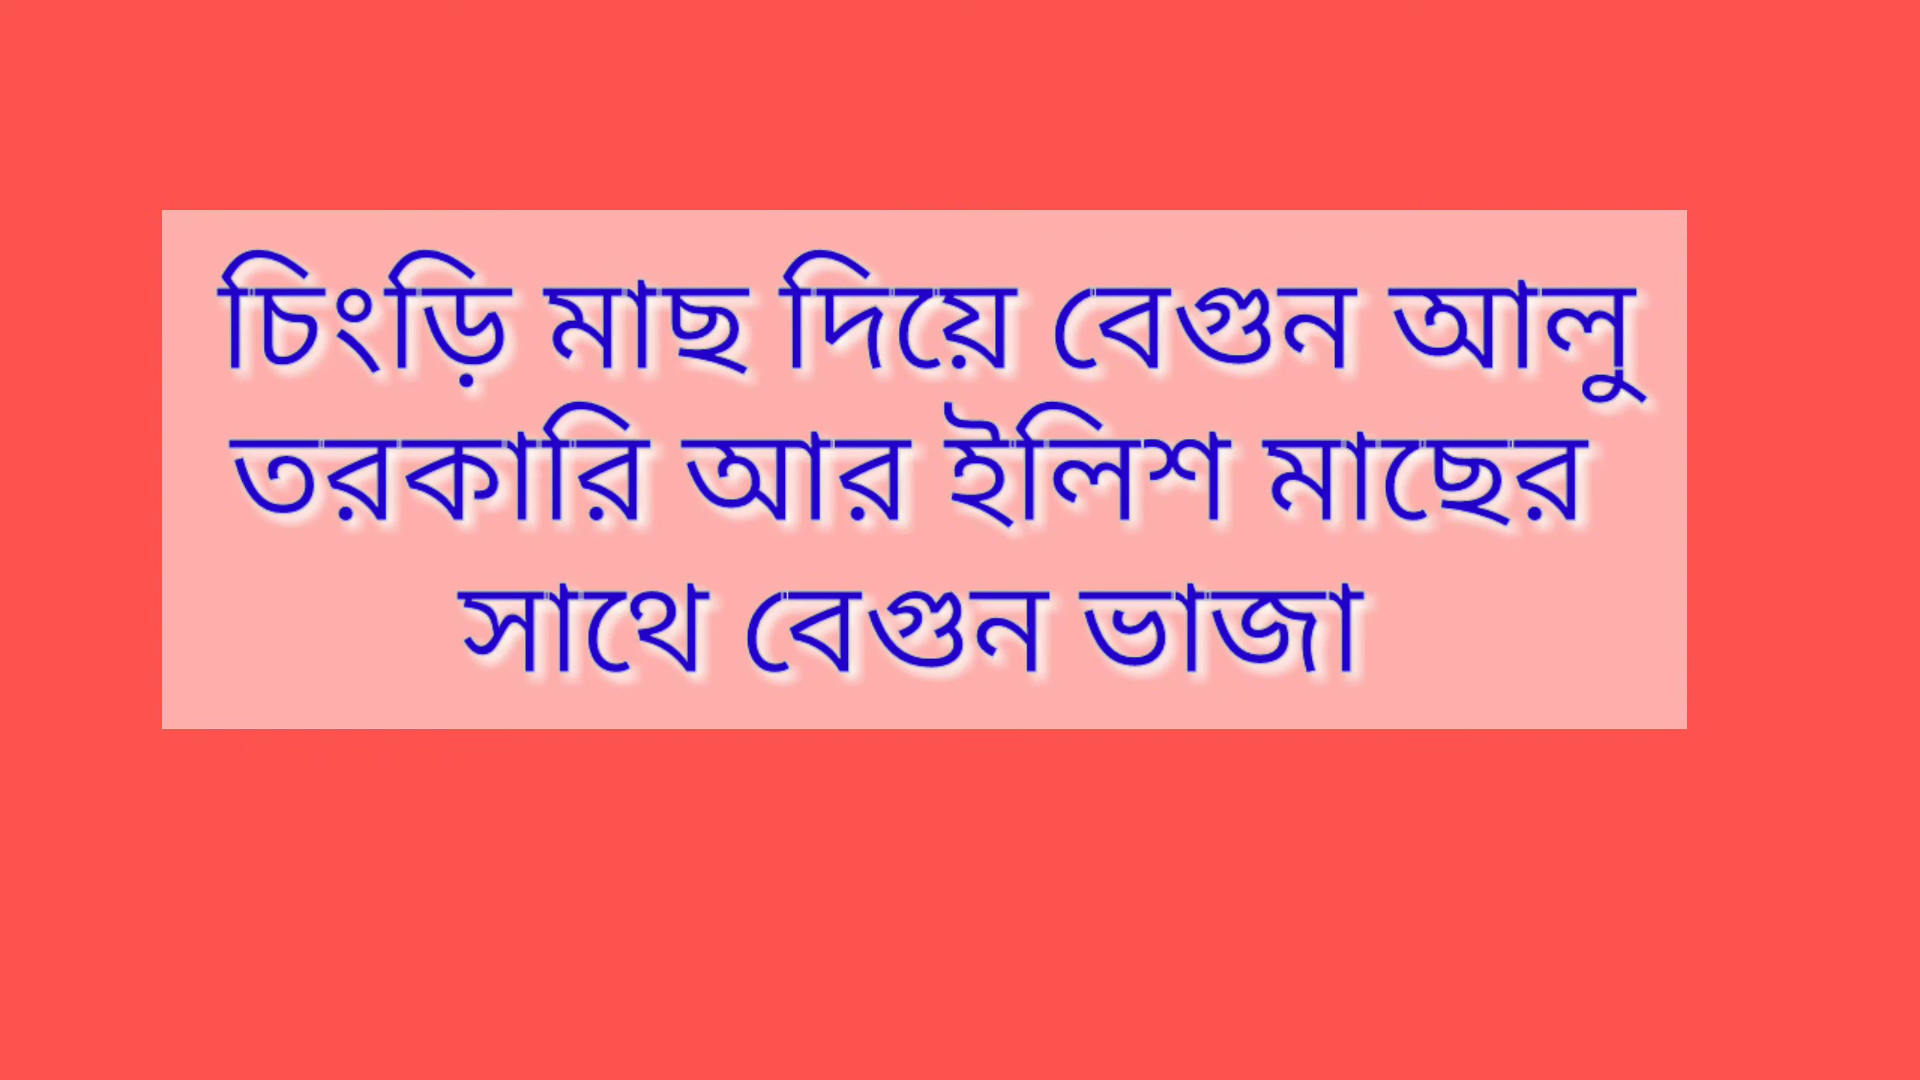 চিংড়ি মাছ দিয়ে বেগুন আলু
তরকারি আর ইলিশ মাছের
সাথে বেগুন ভাজা